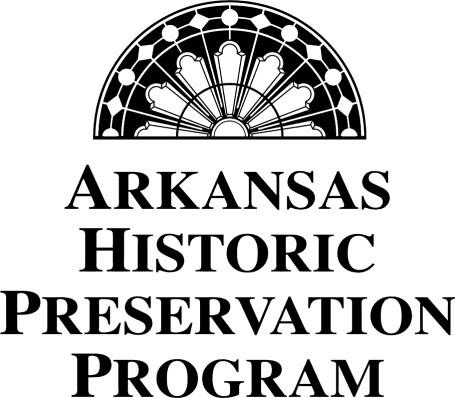 ARKANSAS
HISTORIC
PRESERVATION
PROGRAM